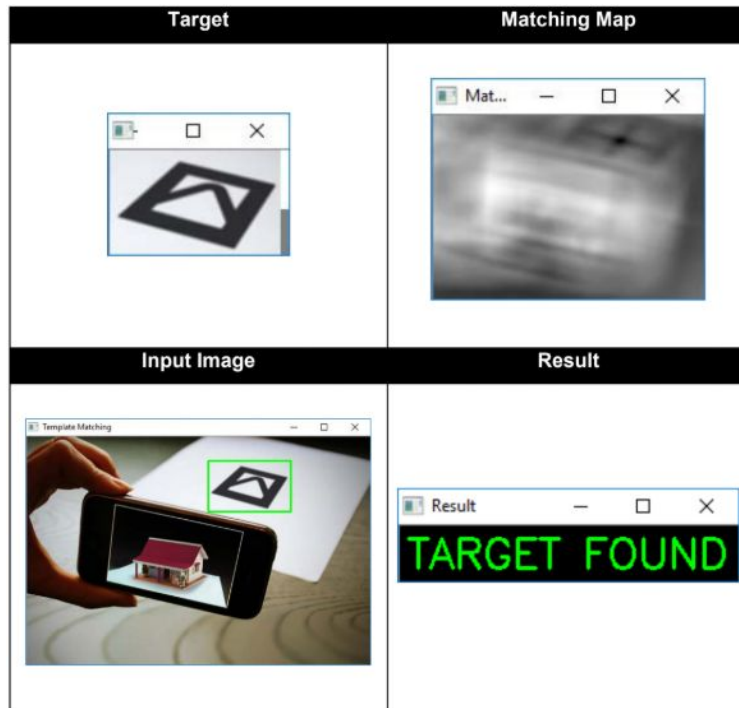 Target
Matching Map
Mat...
Input Image
Result
Template Matching
Result
TARGET FOUND